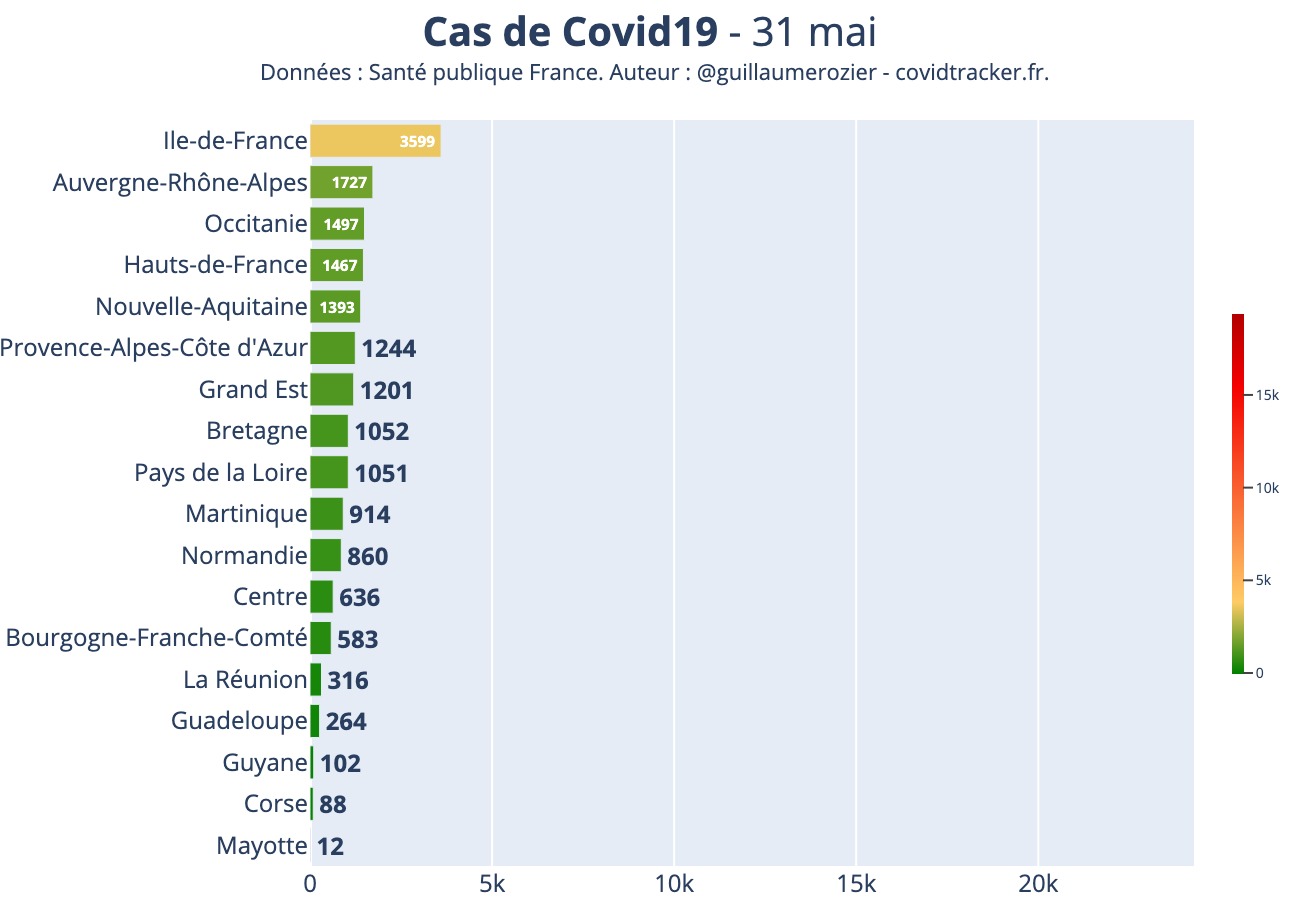 Cas de Covid19 - 31 mai
Données : Santé publique France. Auteur : @guillaumerozier - covidtracker.fr.
Ile-de-France 3599
Auvergne-Rhône-Alpes 1727
Occitanie 1497
Hauts-de-France 1467
Nouvelle-Aquitaine 1393
Provence-Alpes-Côte d'Azur 1244
Grand Est 1201
Bretagne 1052
Pays de la Loire 1051
Martinique 914
Normandie 860
Centre 636
Bourgogne-Franche-Comté 583
La Réunion 316
Guadeloupe 264
Guyane 102
Corse 88
Mayotte 12
0 5k 10k 15k 20k
15k
10k
5k
0